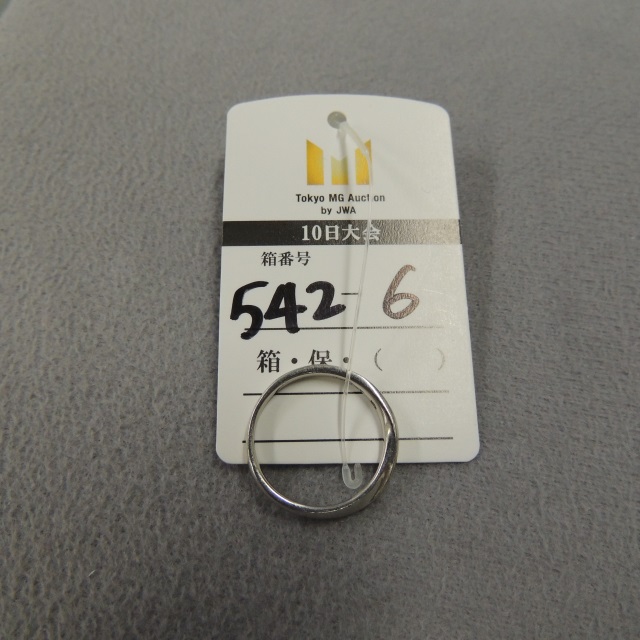 Tokyo MG Auction
by JWA
10日大会
箱番号
542-6
箱・保・（　　）